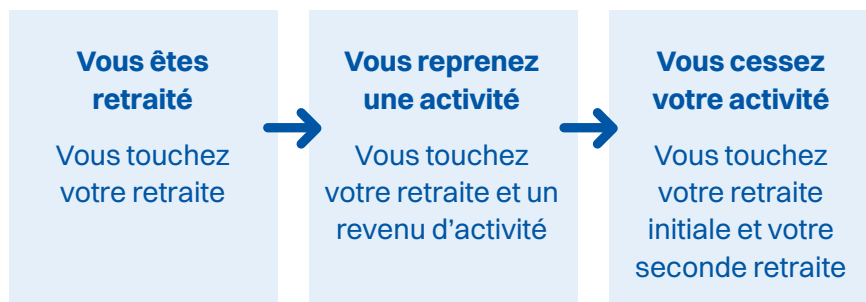 Vous êtes
retraité
Vous touchez
votre retraite
Vous reprenez
une activité
Vous touchez
votre retraite et un
revenu d’activité
Vous cessez
votre activité
Vous touchez
votre retraite
initiale et votre
seconde retraite